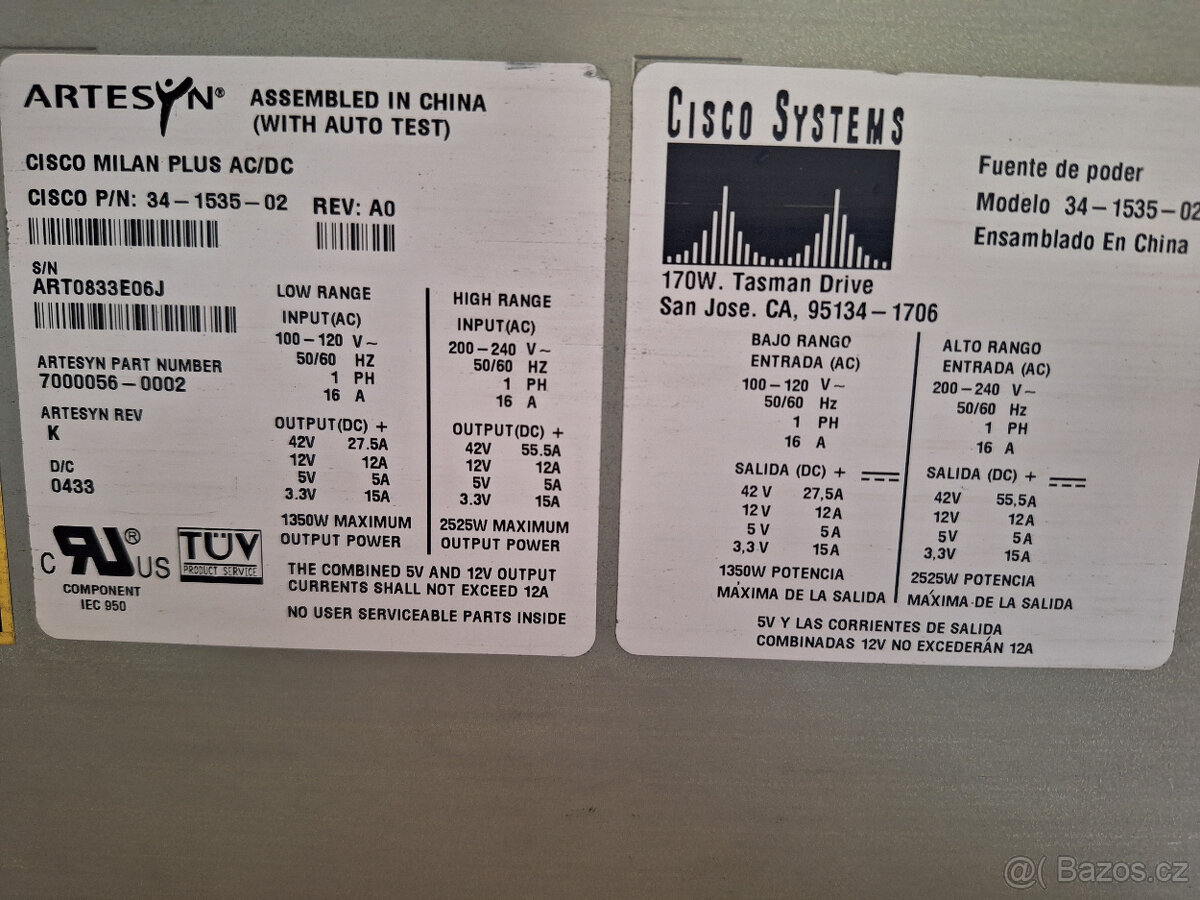 ARTESYN® ASSEMBLED IN CHINA
(WITH AUTO TEST)
CISCO MILAN PLUS AC/DC
CISCO P/N: 34-1535-02 REV: A0
S/N
ART0833E06J
ARTESYN PART NUMBER
7000056-0002
ARTESYN REV
K
D/C
0433
LOW RANGE
INPUT(AC)
100-120 V~
50/60 HZ
1 PH
16 A
OUTPUT(DC) +
42V 27.5A
12V 12A
5V 5A
3.3V 15A
1350W MAXIMUM
OUTPUT POWER
HIGH RANGE
INPUT(AC)
200-240 V~
50/60 HZ
1 PH
16 A
OUTPUT(DC) +
42V 55.5A
12V 12A
5V 5A
3.3V 15A
2525W MAXIMUM
OUTPUT POWER
C RU® US
COMPONENT
IEC 950
TÜV
PRODUCT SERVICE
THE COMBINED 5V AND 12V OUTPUT
CURRENTS SHALL NOT EXCEED 12A
NO USER SERVICEABLE PARTS INSIDE
CISCO SYSTEMS
170W. Tasman Drive
San Jose. CA, 95134-1706
Fuente de poder
Modelo 34-1535-02
Ensamblado En China
BAJO RANGO
ENTRADA (AC)
100-120 V~
50/60 Hz
1 PH
16 A
SALIDA (DC) +
42 V 27,5A
12 V 12A
5 V 5A
3,3 V 15A
1350W POTENCIA
MÁXIMA DE LA SALIDA
ALTO RANGO
ENTRADA (AC)
200-240 V~
50/60 Hz
1 PH
16 A
SALIDA (DC) +
42V 55,5A
12V 12A
5V 5A
3,3V 15A
2525W POTENCIA
MÁXIMA DE LA SALIDA
5V Y LAS CORRIENTES DE SALIDA
COMBINADAS 12V NO EXCEDERÁN 12A
@( Bazos.cz